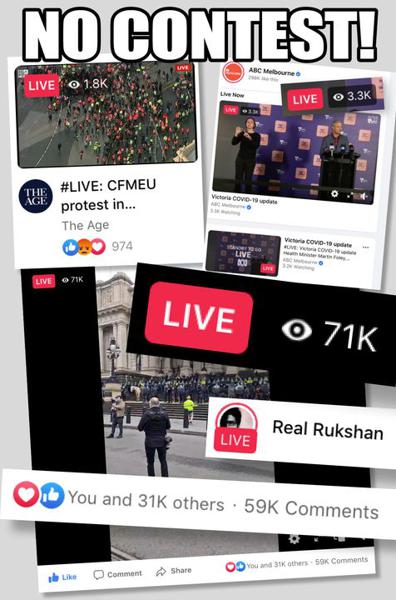 NO CONTEST!
LIVE 1.8K
LIVE
THE AGE
#LIVE: CFMEU
protest in...
The Age
974
ABC Melbourne
298K like this
Live Now
LIVE 3.3K
LIVE 3.3K
Victoria COVID-19 update
ABC Melbourne
3.3K Watching
STANDBY TO GO
LIVE
LIVE
Victoria COVID-19 update
#LIVE: Victoria COVID-19 update
Health Minister Martin Foley...
ABC Melbourne
3.2K Watching
LIVE 71K
LIVE 71K
LIVE
Real Rukshan
You and 31K others · 59K Comments
Like Comment Share You and 31K others · 59K Comments